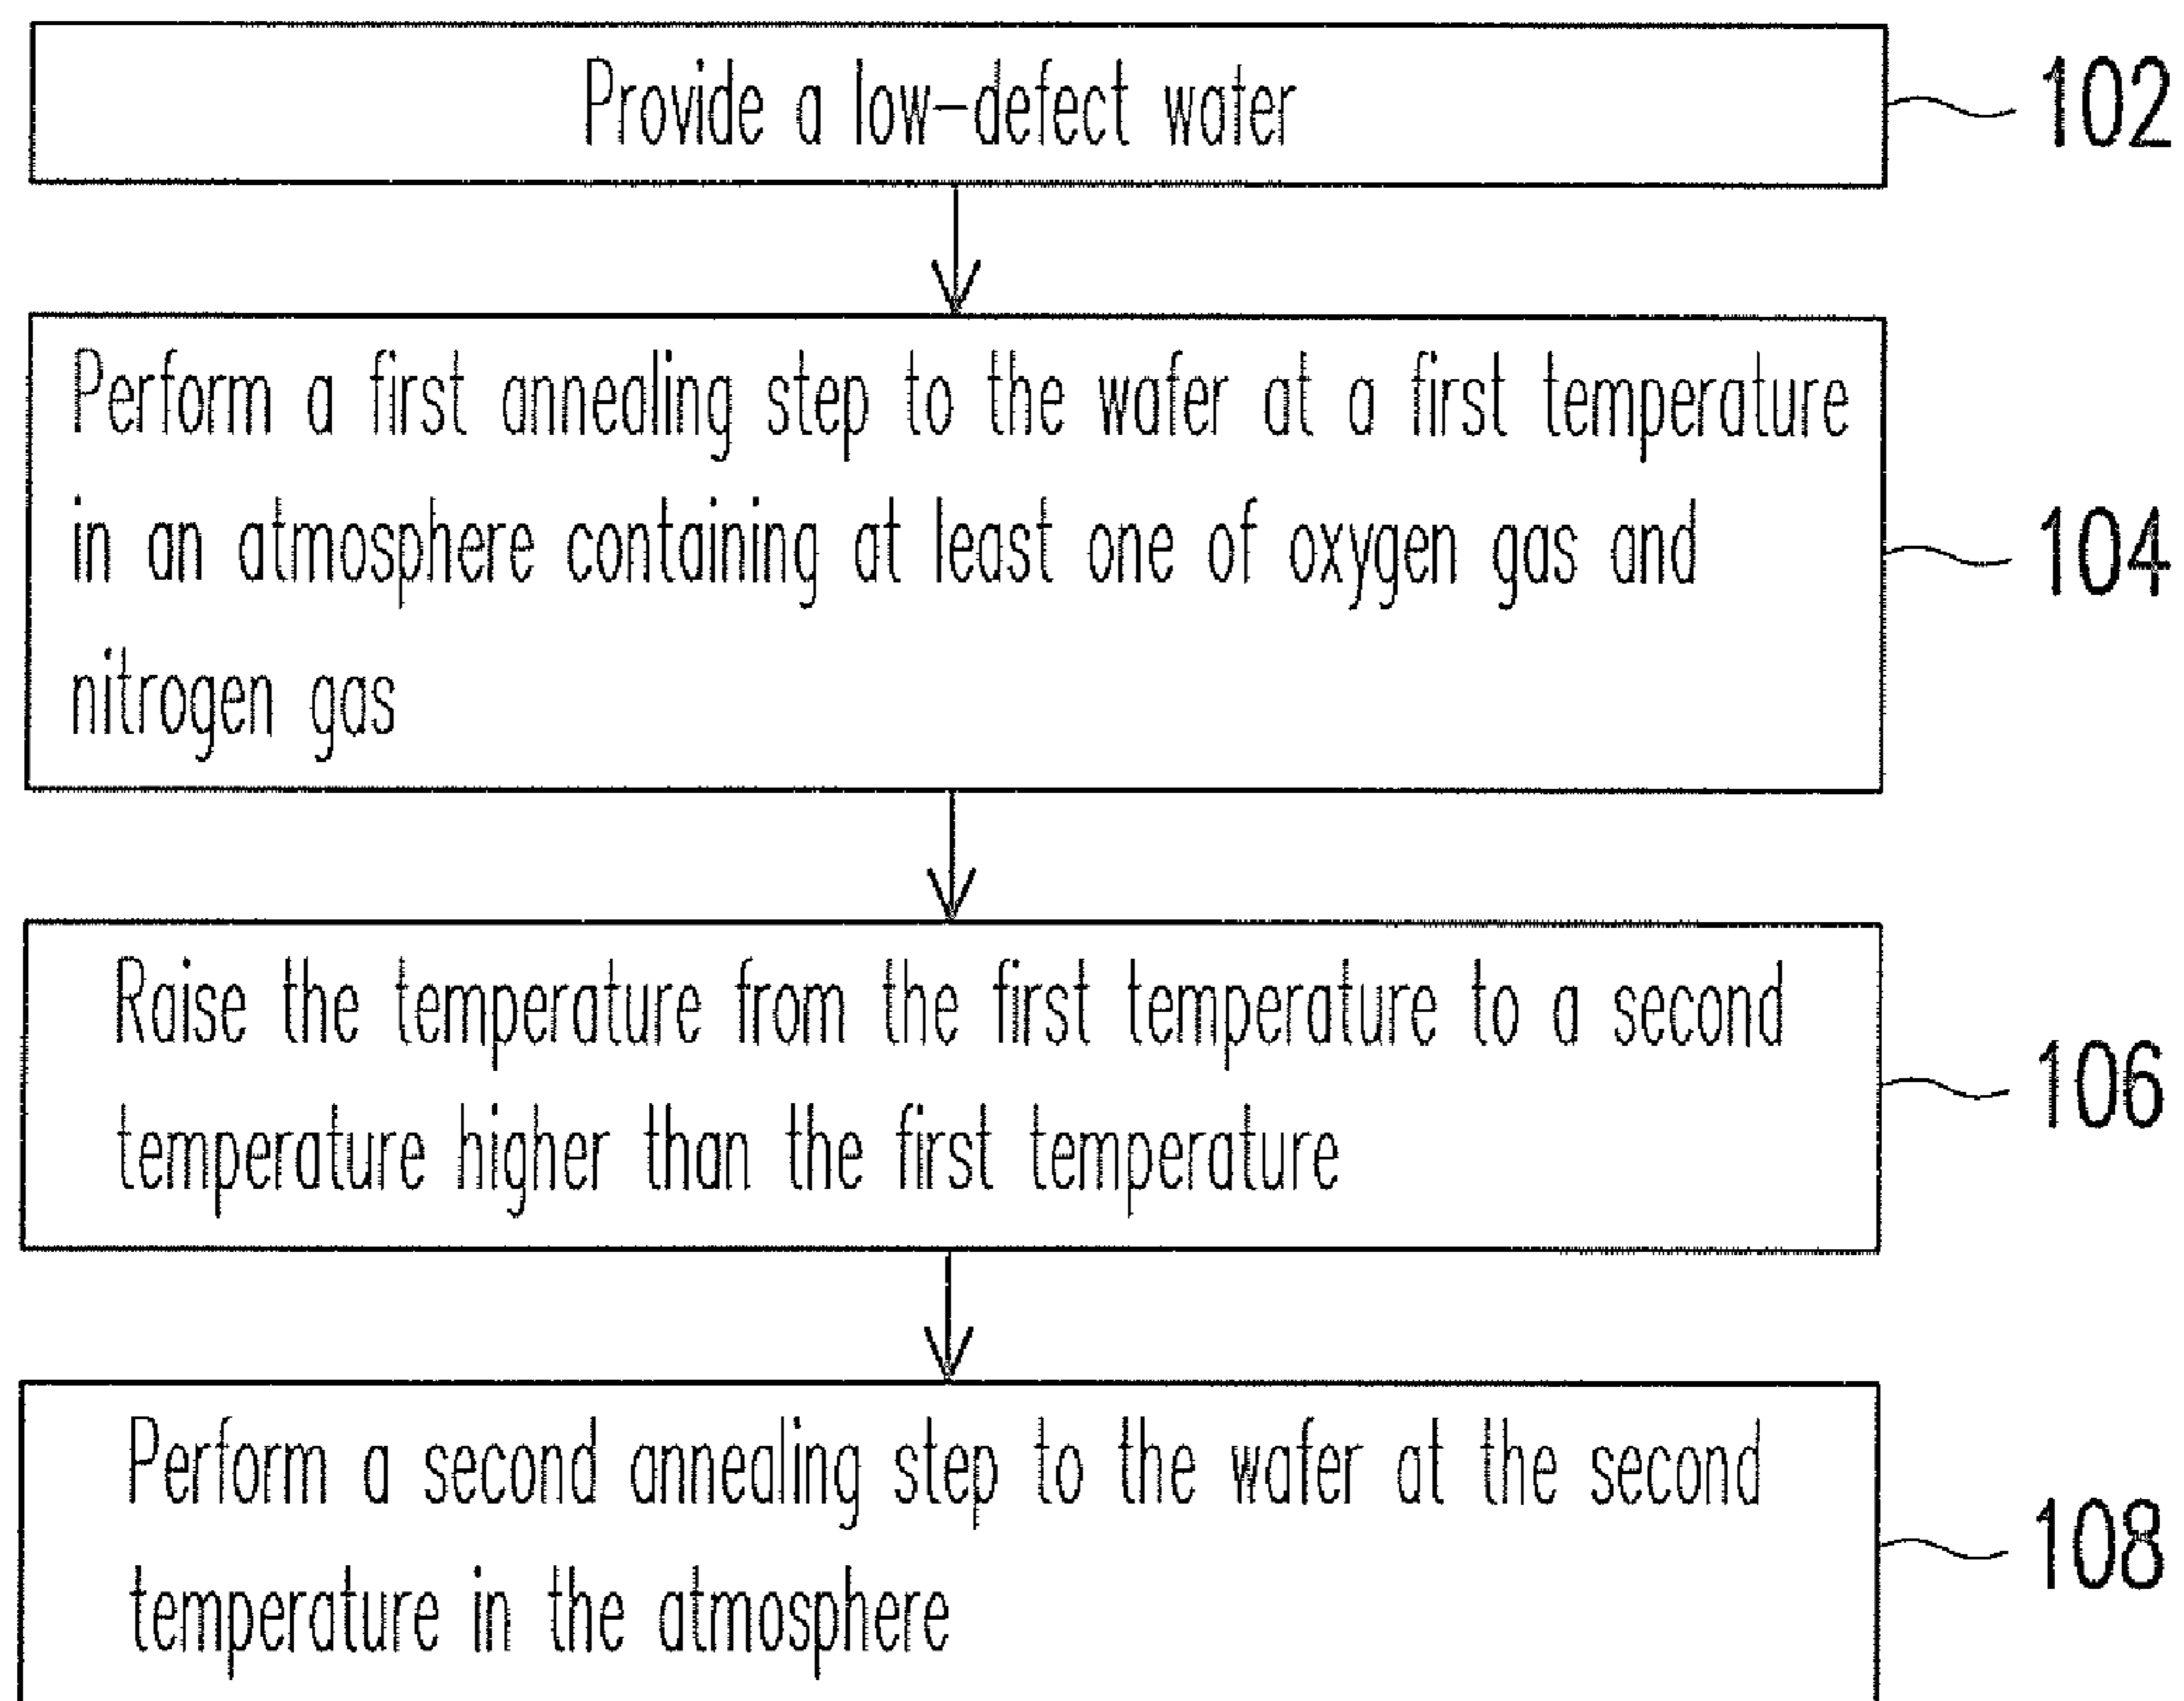 Provide a low-defect water
102
Perform a first annealing step to the wafer at a first temperature
in an atmosphere containing at least one of oxygen gas and
nitrogen gas
104
Raise the temperature from the first temperature to a second
temperature higher than the first temperature
106
Perform a second annealing step to the wafer at the second
temperature in the atmosphere
108